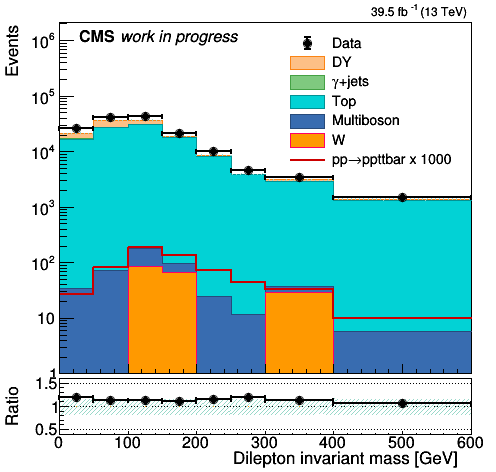 39.5 fb⁻¹ (13 TeV)
CMS work in progress
Events
10⁶
10⁵
10⁴
10³
10²
10
1
Data
DY
γ+jets
Top
Multiboson
W
pp→ppttbar x 1000
Ratio
1.5
1
0.5
0 100 200 300 400 500 600
Dilepton invariant mass [GeV]